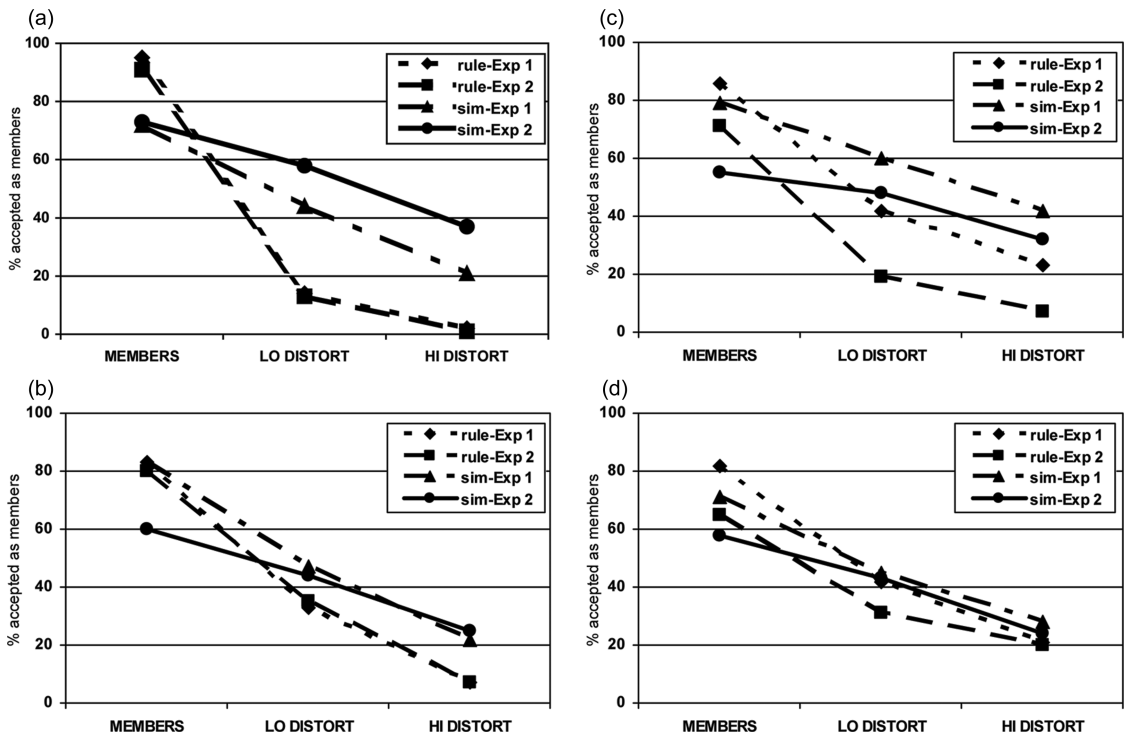 (a)
% accepted as members
100
80
60
40
20
0
rule-Exp 1
rule-Exp 2
sim-Exp 1
sim-Exp 2
MEMBERS LO DISTORT HI DISTORT
(c)
% accepted as members
100
80
60
40
20
0
rule-Exp 1
rule-Exp 2
sim-Exp 1
sim-Exp 2
MEMBERS LO DISTORT HI DISTORT
(b)
% accepted as members
100
80
60
40
20
0
rule-Exp 1
rule-Exp 2
sim-Exp 1
sim-Exp 2
MEMBERS LO DISTORT HI DISTORT
(d)
% accepted as members
100
80
60
40
20
0
rule-Exp 1
rule-Exp 2
sim-Exp 1
sim-Exp 2
MEMBERS LO DISTORT HI DISTORT